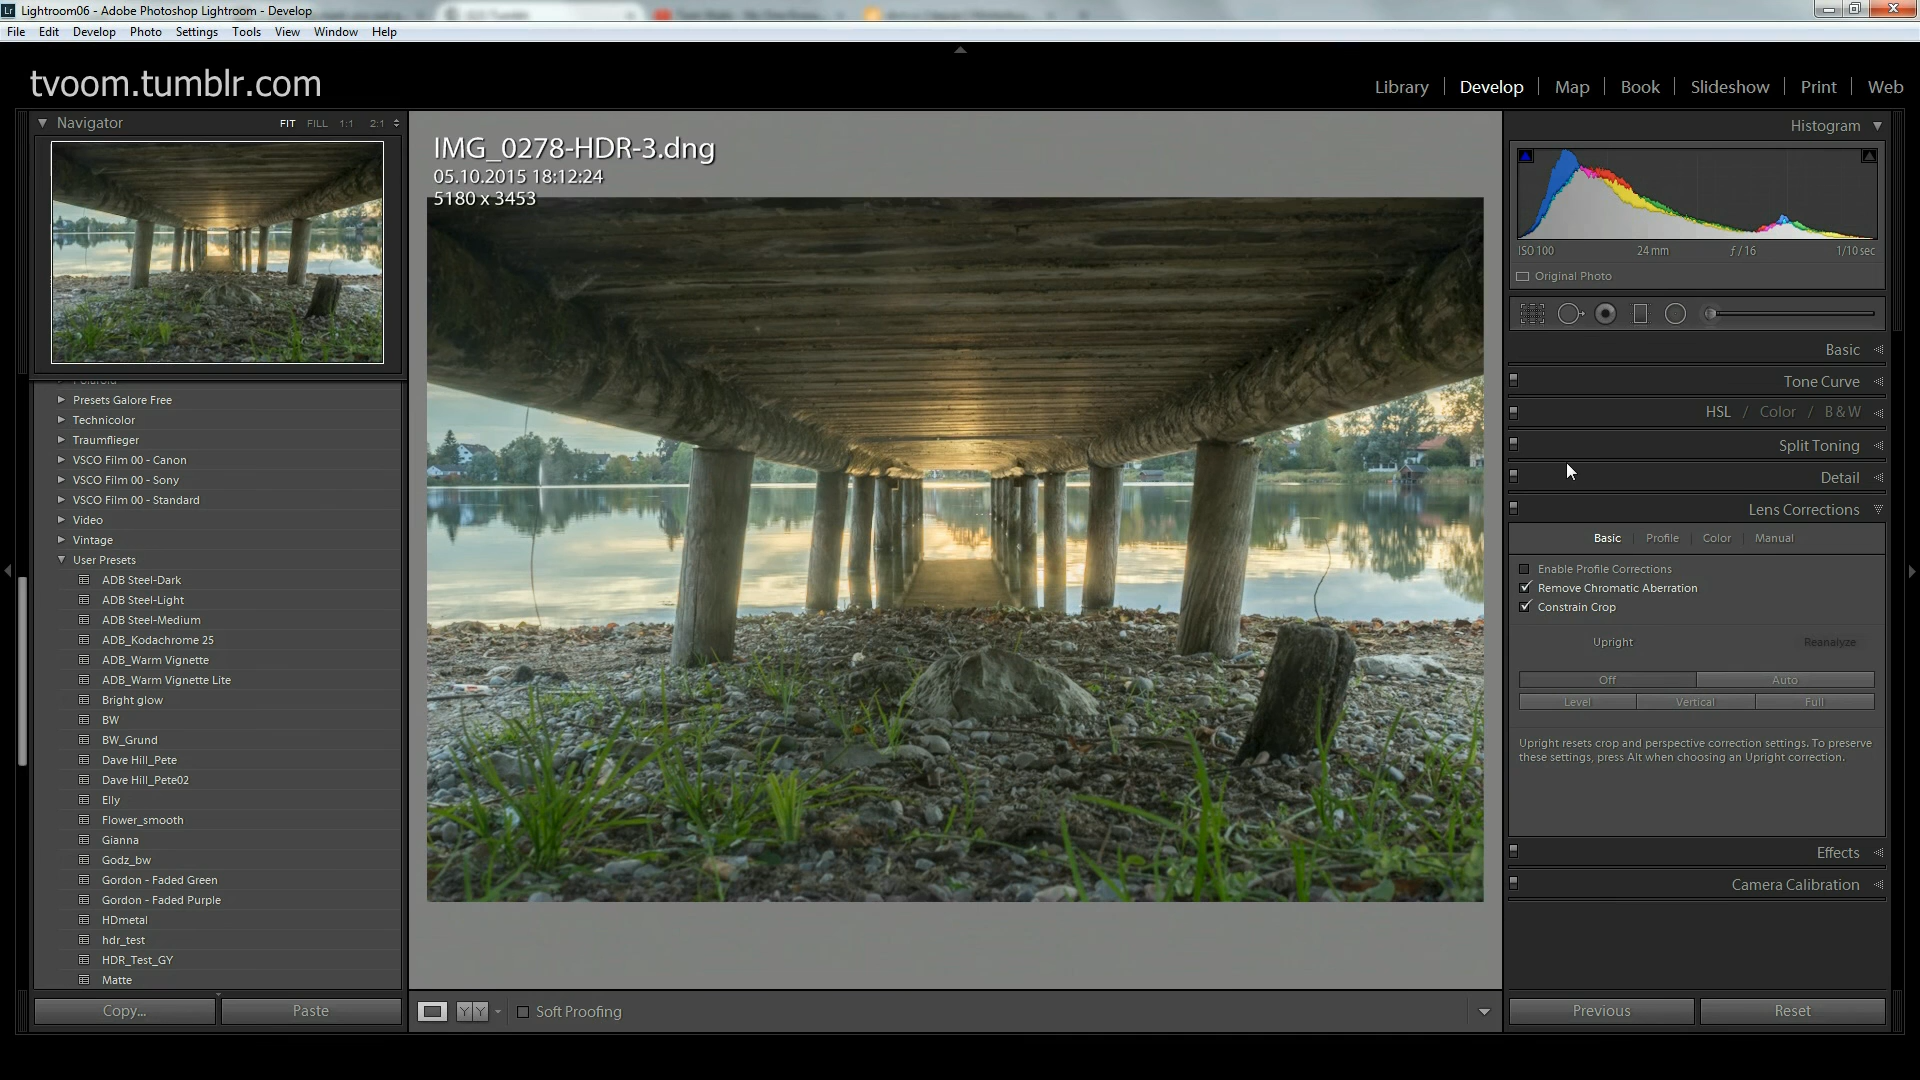 Lightroom06 - Adobe Photoshop Lightroom - Develop
File Edit Develop Photo Settings Tools View Window Help
tvoom.tumblr.com
Library | Develop | Map | Book | Slideshow | Print | Web
Navigator FIT FILL 1:1 2:1
Presets Galore Free
Technicolor
Traumflieger
VSCO Film 00 - Canon
VSCO Film 00 - Sony
VSCO Film 00 - Standard
Video
Vintage
User Presets
ADB Steel-Dark
ADB Steel-Light
ADB Steel-Medium
ADB_Kodachrome 25
ADB_Warm Vignette
ADB_Warm Vignette Lite
Bright glow
BW
BW_Grund
Dave Hill_Pete
Dave Hill_Pete02
Elly
Flower_smooth
Gianna
Godz_bw
Gordon - Faded Green
Gordon - Faded Purple
HDmetal
hdr_test
HDR_Test_GY
Matte
Copy... Paste
IMG_0278-HDR-3.dng
05.10.2015 18:12:24
5180 x 3453
Soft Proofing
Histogram
ISO 100 24 mm ƒ / 16 1/10 sec
Original Photo
Basic
Tone Curve
HSL / Color / B & W
Split Toning
Detail
Lens Corrections
Basic Profile Color Manual
Enable Profile Corrections
Remove Chromatic Aberration
Constrain Crop
Upright Reanalyze
Off Auto
Level Vertical Full
Upright resets crop and perspective correction settings. To preserve
these settings, press Alt when choosing an Upright correction.
Effects
Camera Calibration
Previous Reset